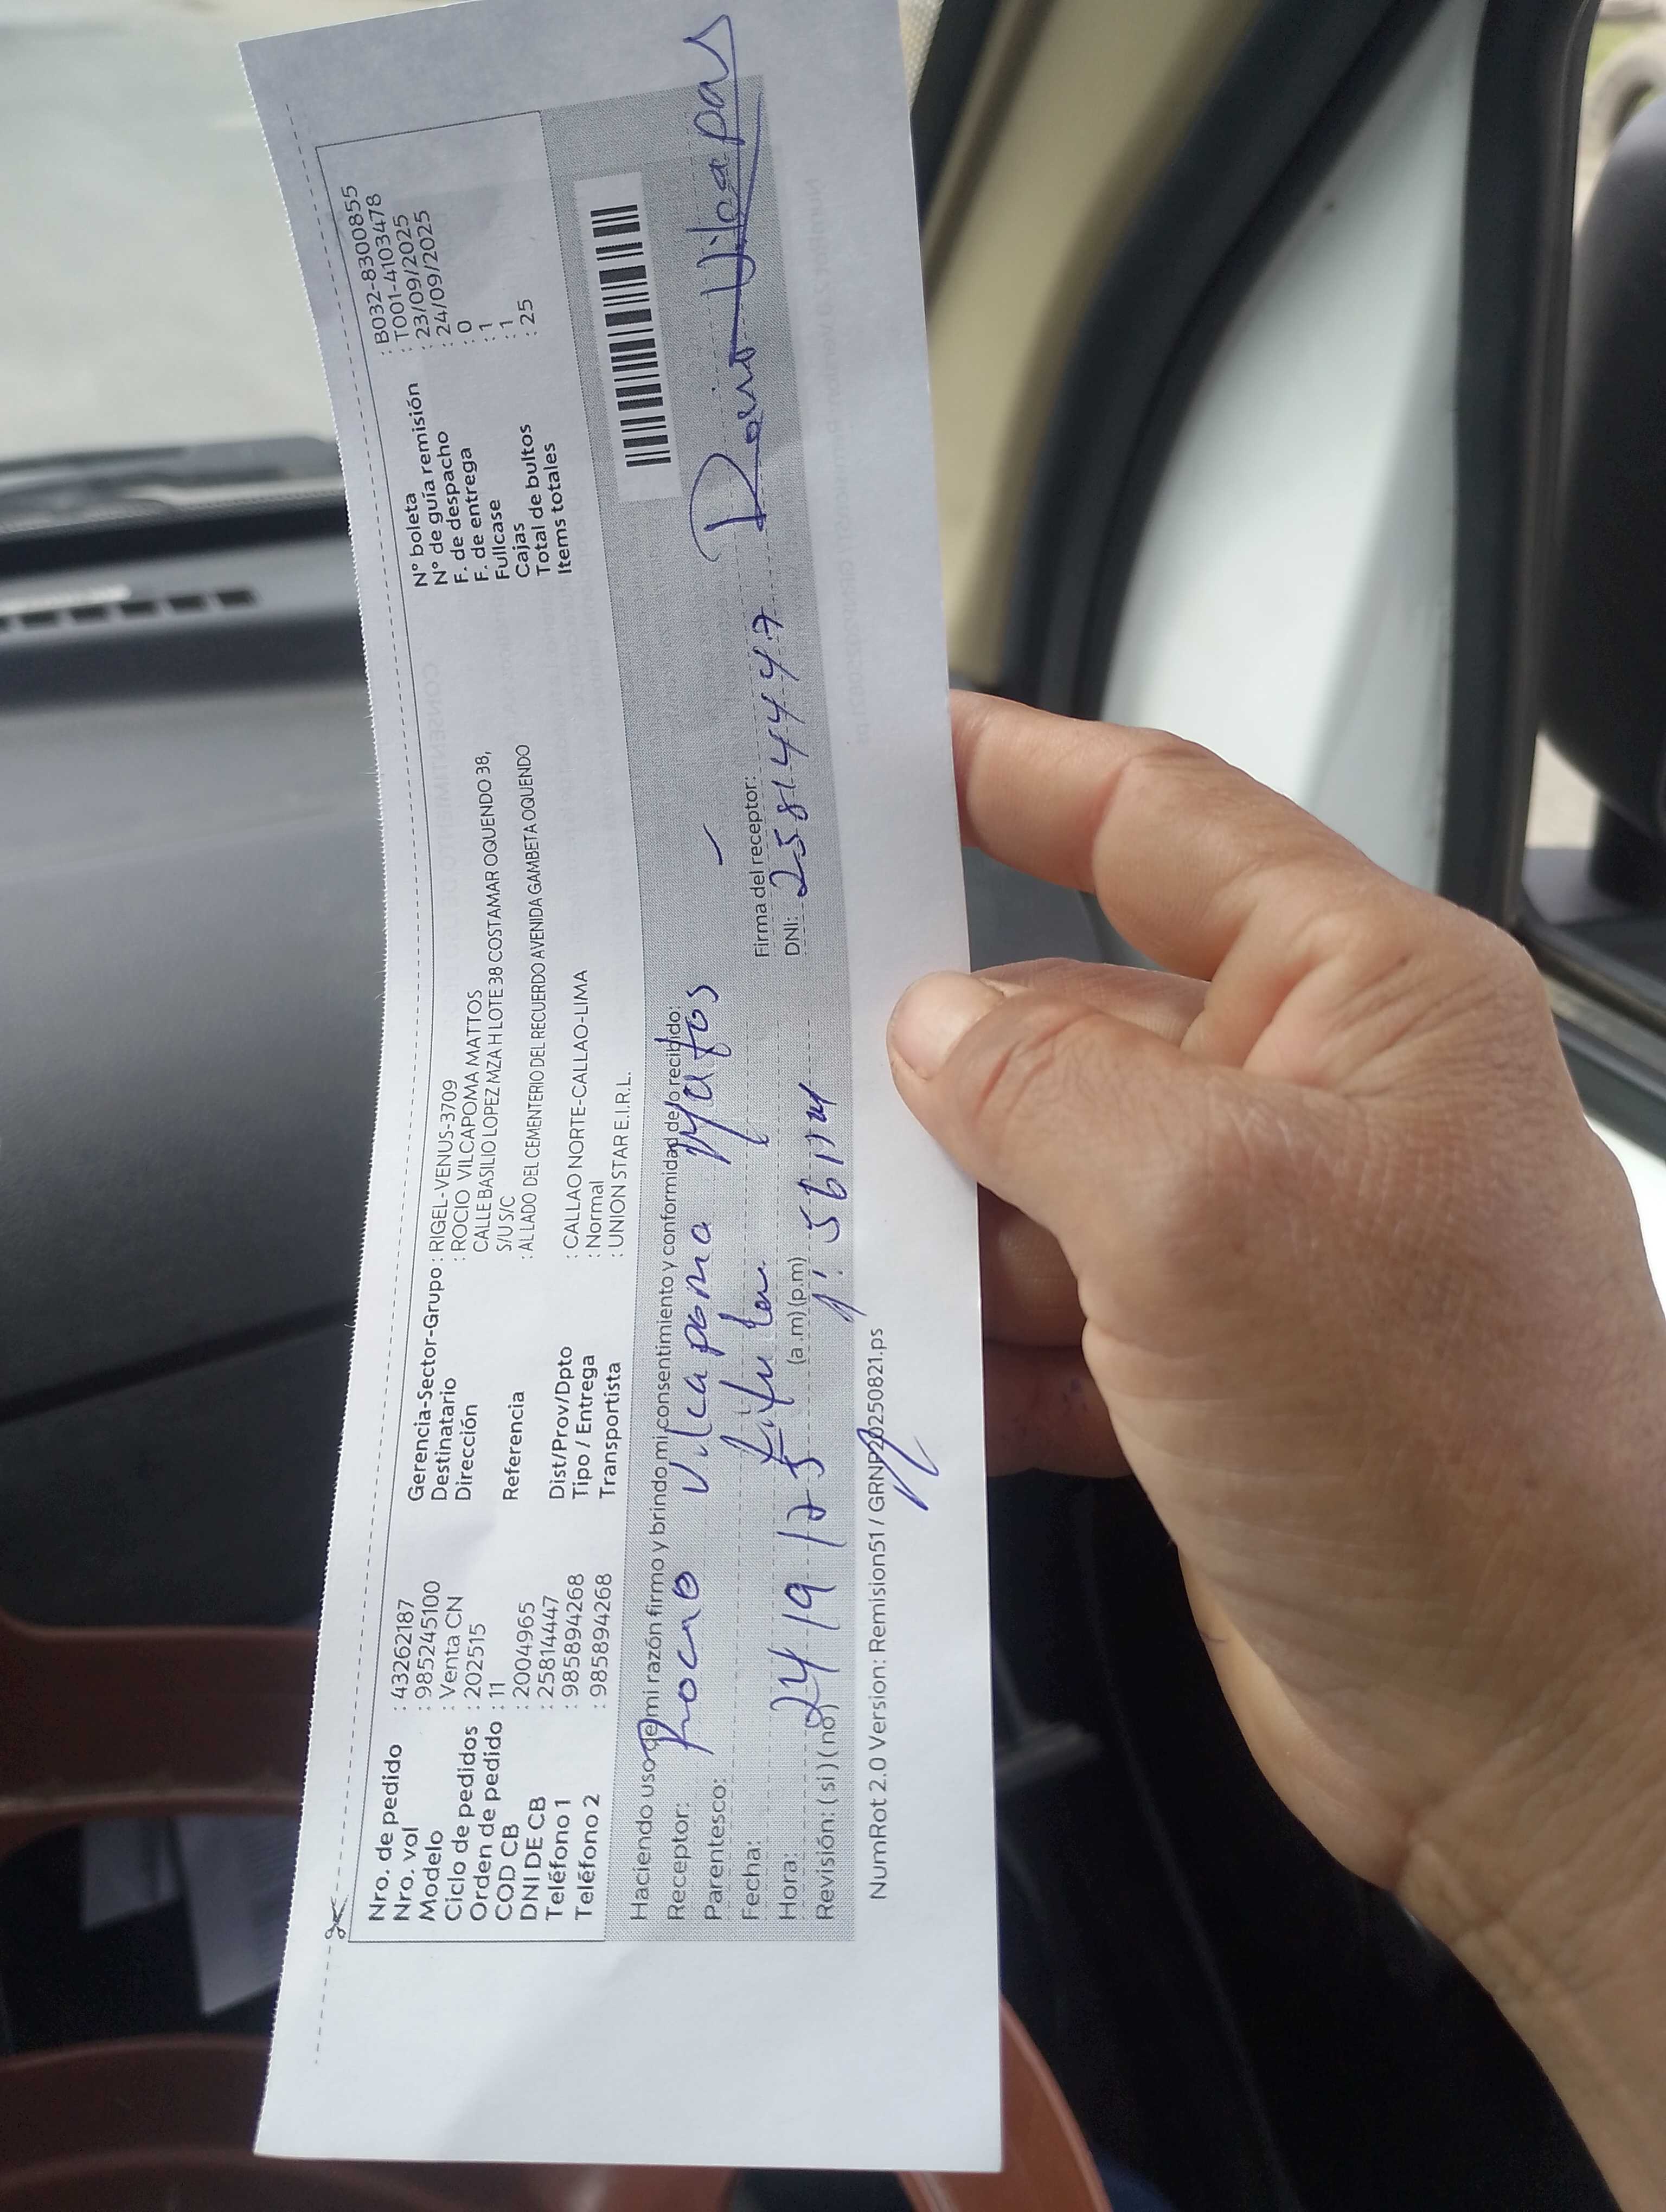 Nro. de pedido : 43262187
Nro. vol : 985245100
Modelo : Venta CN
Ciclo de pedidos : 202515
Orden de pedido : 11
COD CB : 2004965
DNI DE CB : 25814447
Teléfono 1 : 985894268
Teléfono 2 : 985894268
Gerencia-Sector-Grupo : RIGEL-VENUS-3709
Destinatario : ROCIO VILCAPOMA MATTOS
Dirección CALLE BASILIO LOPEZ MZA H LOTE 38 COSTAMAR OQUENDO 38,
S/U S/C
Referencia : AL LADO DEL CEMENTERIO DEL RECUERDO AVENIDA GAMBETA OQUENDO
Dist/Prov/Dpto : CALLAO NORTE-CALLAO-LIMA
Tipo / Entrega : Normal
Transportista : UNION STAR E.I.R.L.
N° boleta : B032-8300855
N° de guía remisión : T001-4103478
F. de despacho : 23/09/2025
F. de entrega : 24/09/2025
Fullcase : 0
Cajas : 1
Total de bultos : 1
Items totales : 25
Haciendo uso de mi razón firmo y brindo mi consentimiento y conformidad de lo recibido:
Receptor: Rocio Vilcapoma Matos
Parentesco:
Fecha: 24/9/25
Hora: (a .m) (p.m)
Revisión: ( si ) ( no ) 1:56 pm
Firma del receptor:
DNI: 25814447
NumRot 2.0 Version: Remision51 / GRNP20250821.ps